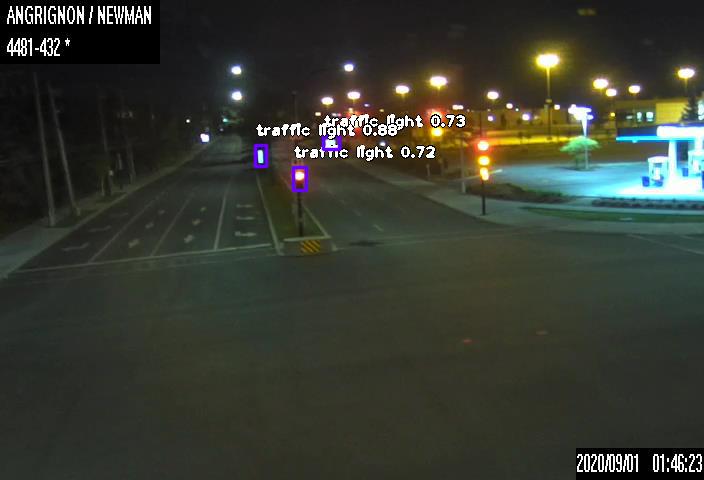 ANGRIGNON / NEWMAN
4481-432 *
traffic light 0.73
traffic light 0.88
traffic light 0.72
2020/09/01 01:46:23